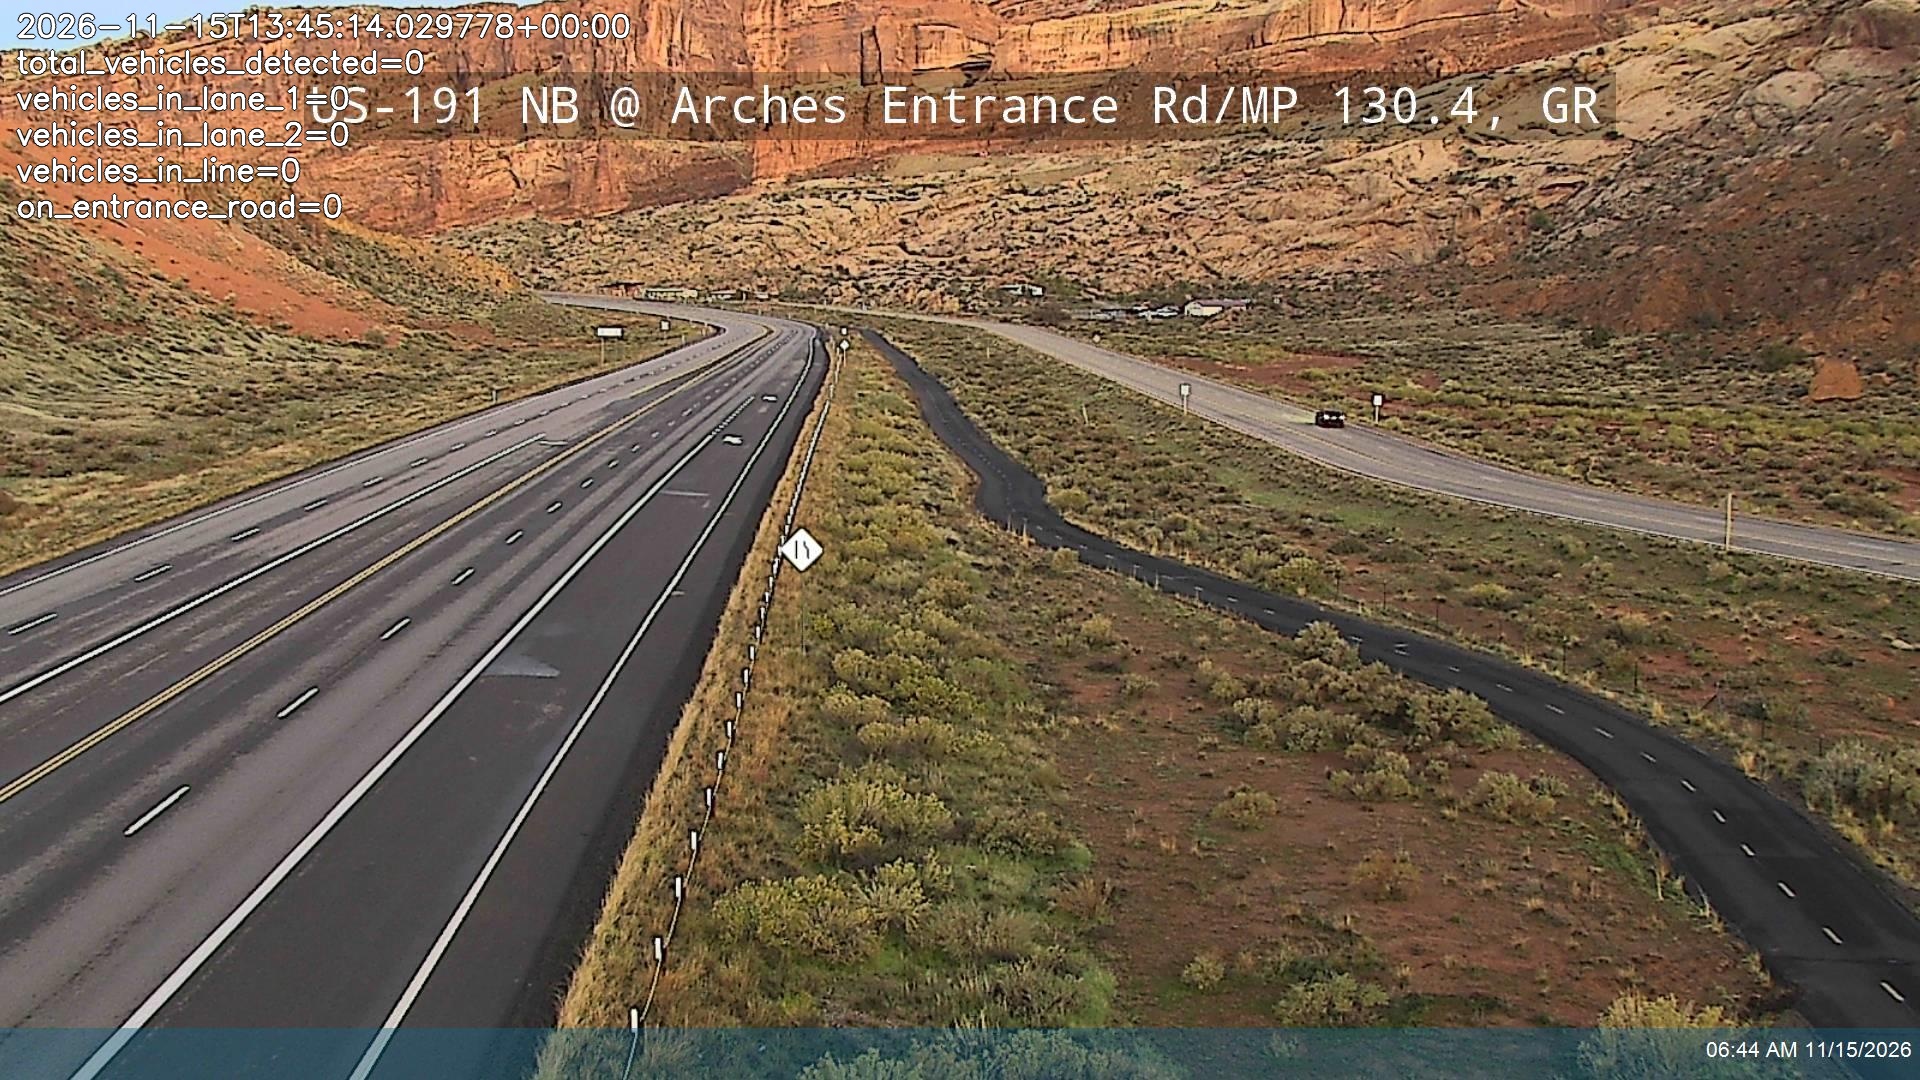 2026-11-15T13:45:14.029778+00:00
total_vehicles_detected=0
vehicles_in_lane_1=0
US-191 NB @ Arches Entrance Rd/MP 130.4, GR
vehicles_in_lane_2=0
vehicles_in_line=0
on_entrance_road=0
06:44 AM 11/15/2026